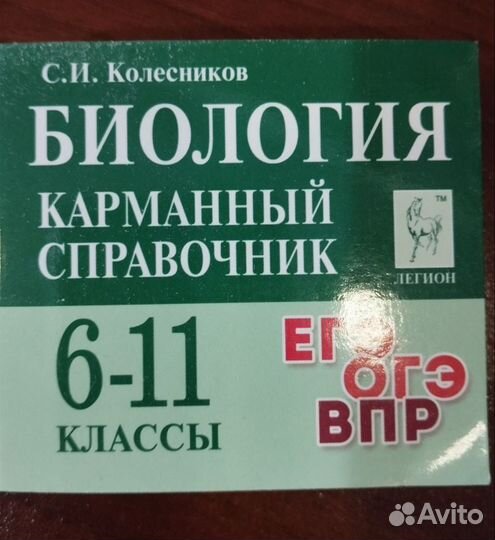 С.И. Колесников
БИОЛОГИЯ
КАРМАННЫЙ
СПРАВОЧНИК
TM
ЛЕГИОН
6-11
КЛАССЫ
ЕГЭ
ОГЭ
ВПР
Avito